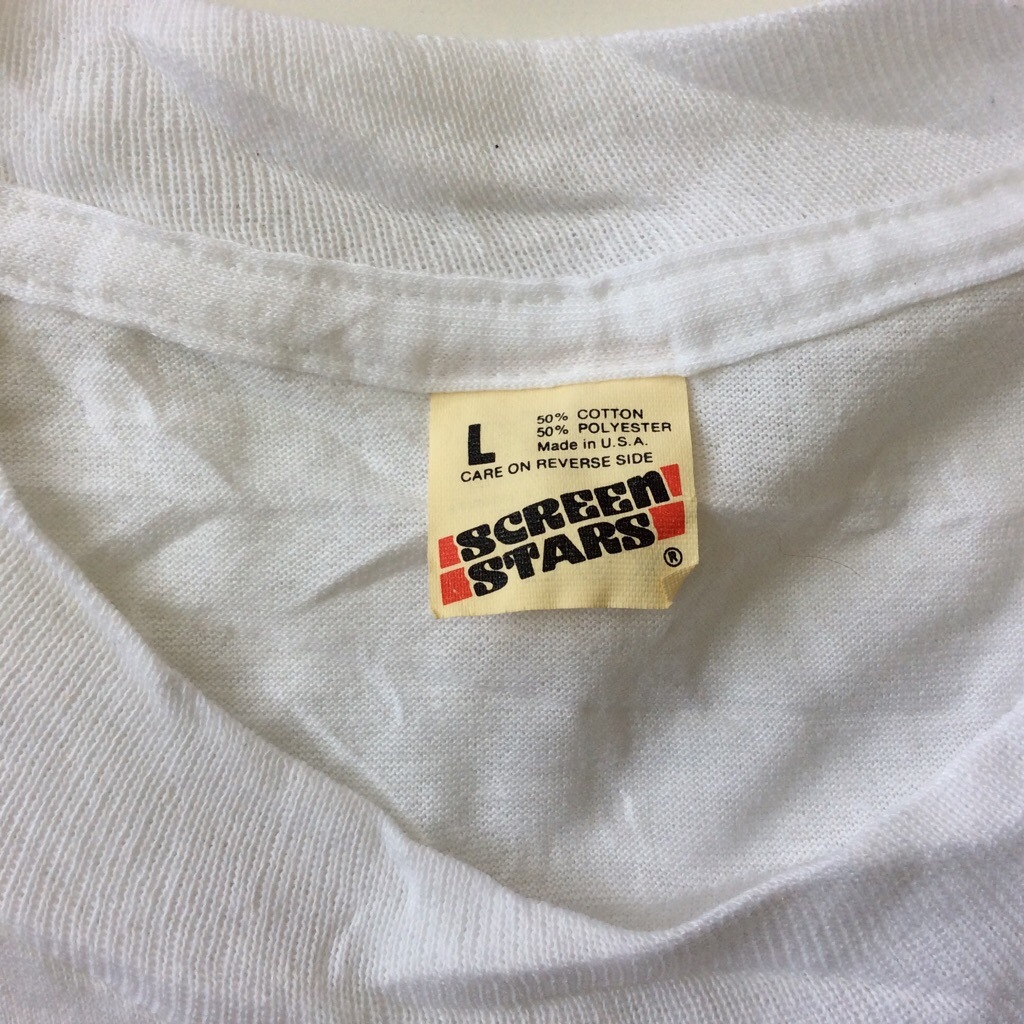 L
50% COTTON
50% POLYESTER
Made in U.S.A.
CARE ON REVERSE SIDE
SCREEN
STARS
®